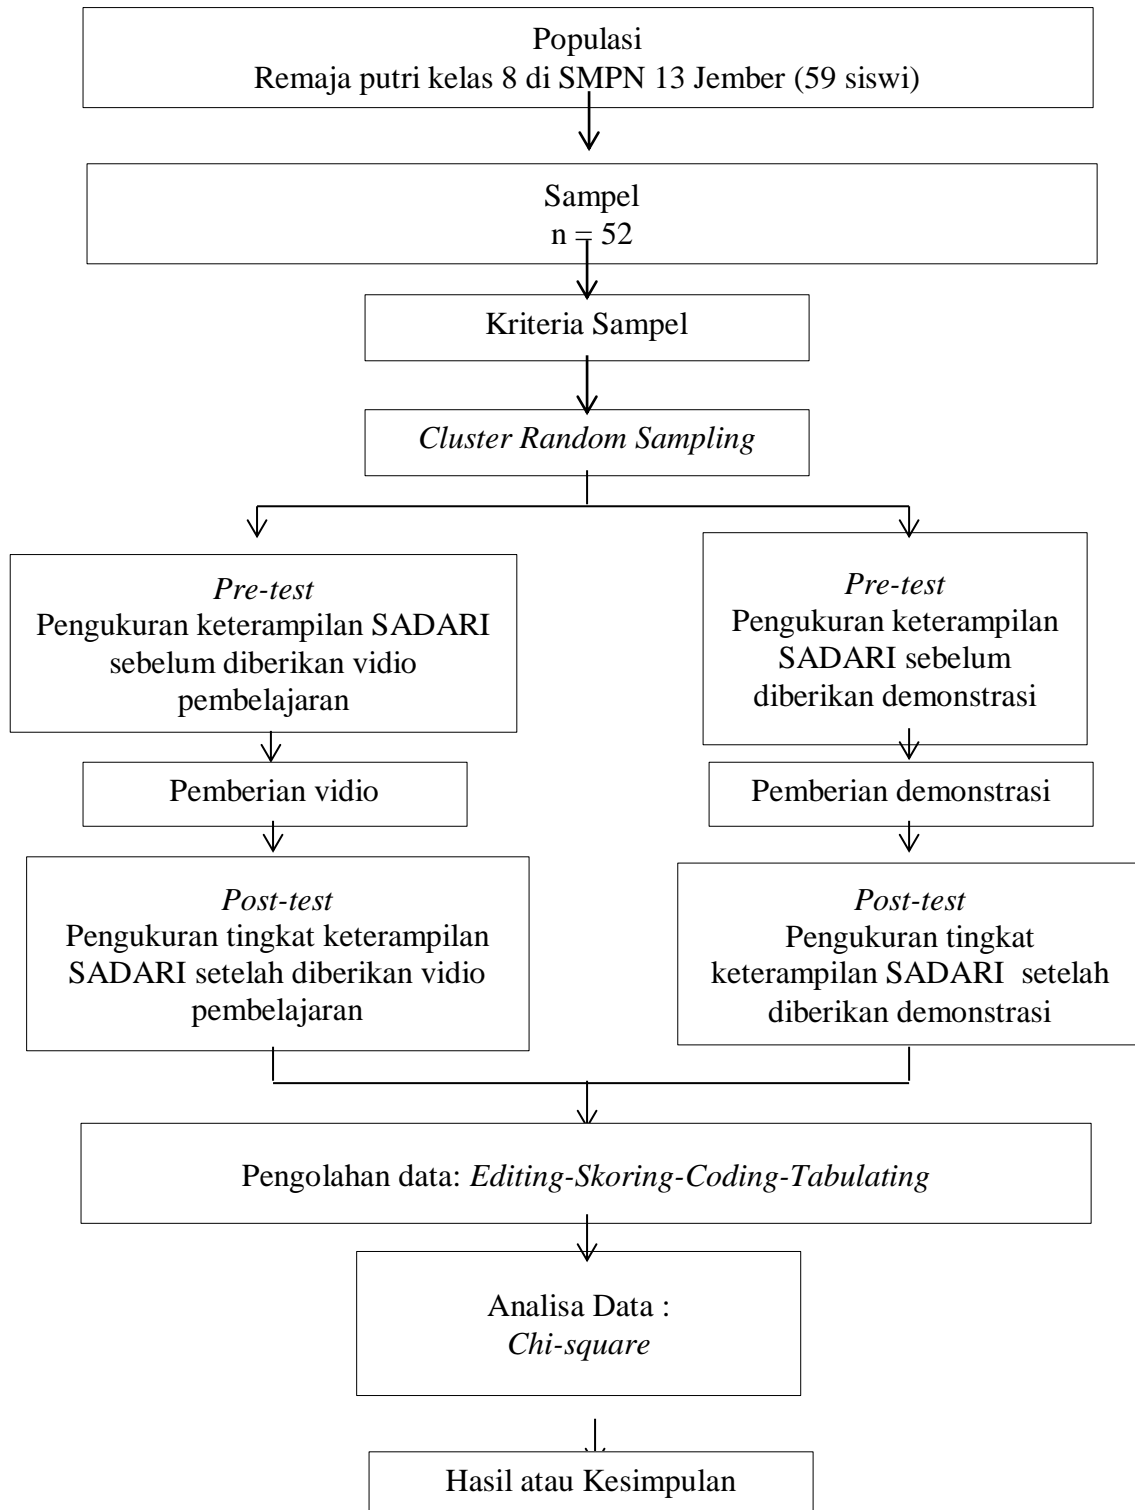 Populasi
Remaja putri kelas 8 di SMPN 13 Jember (59 siswi)
Sampel
n = 52
Kriteria Sampel
Cluster Random Sampling
Pre-test
Pengukuran keterampilan SADARI
sebelum diberikan vidio
pembelajaran
Pre-test
Pengukuran keterampilan
SADARI sebelum
diberikan demonstrasi
Pemberian vidio
Pemberian demonstrasi
Post-test
Pengukuran tingkat keterampilan
SADARI setelah diberikan vidio
pembelajaran
Post-test
Pengukuran tingkat
keterampilan SADARI  setelah
diberikan demonstrasi
Pengolahan data: Editing-Skoring-Coding-Tabulating
Analisa Data :
Chi-square
Hasil atau Kesimpulan